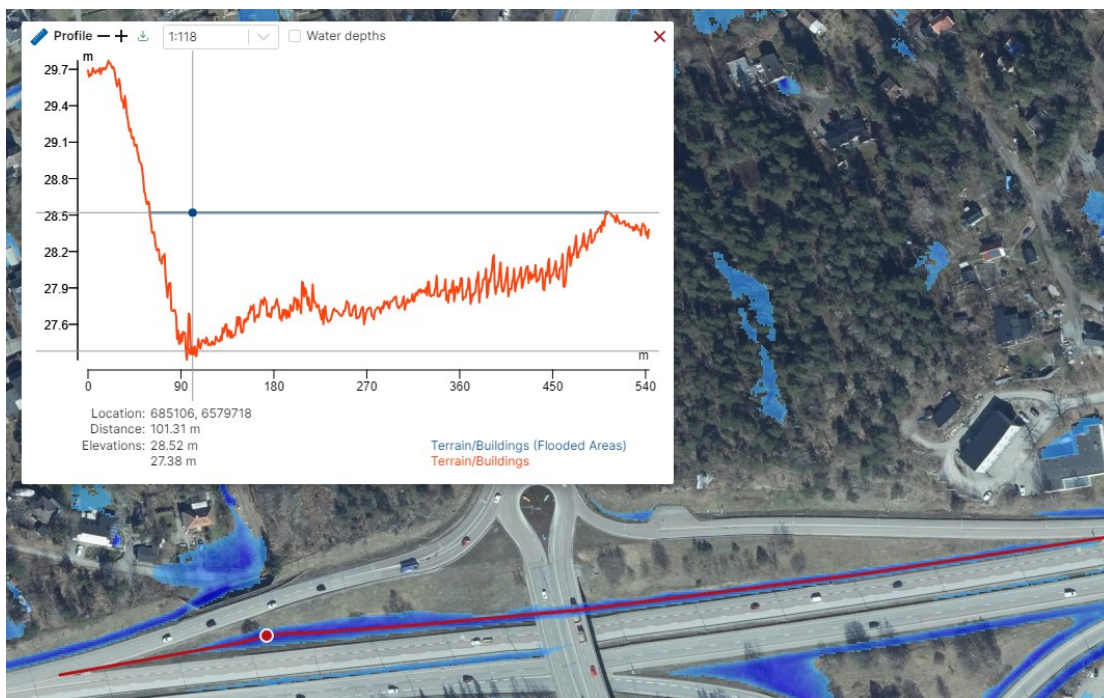 Profile 1:118 Water depths
m
29.7
29.4
29.1
28.8
28.5
28.2
27.9
27.6
m
0 90 180 270 360 450 540
Location: 685106, 6579718
Distance: 101.31 m
Elevations: 28.52 m Terrain/Buildings (Flooded Areas)
27.38 m Terrain/Buildings